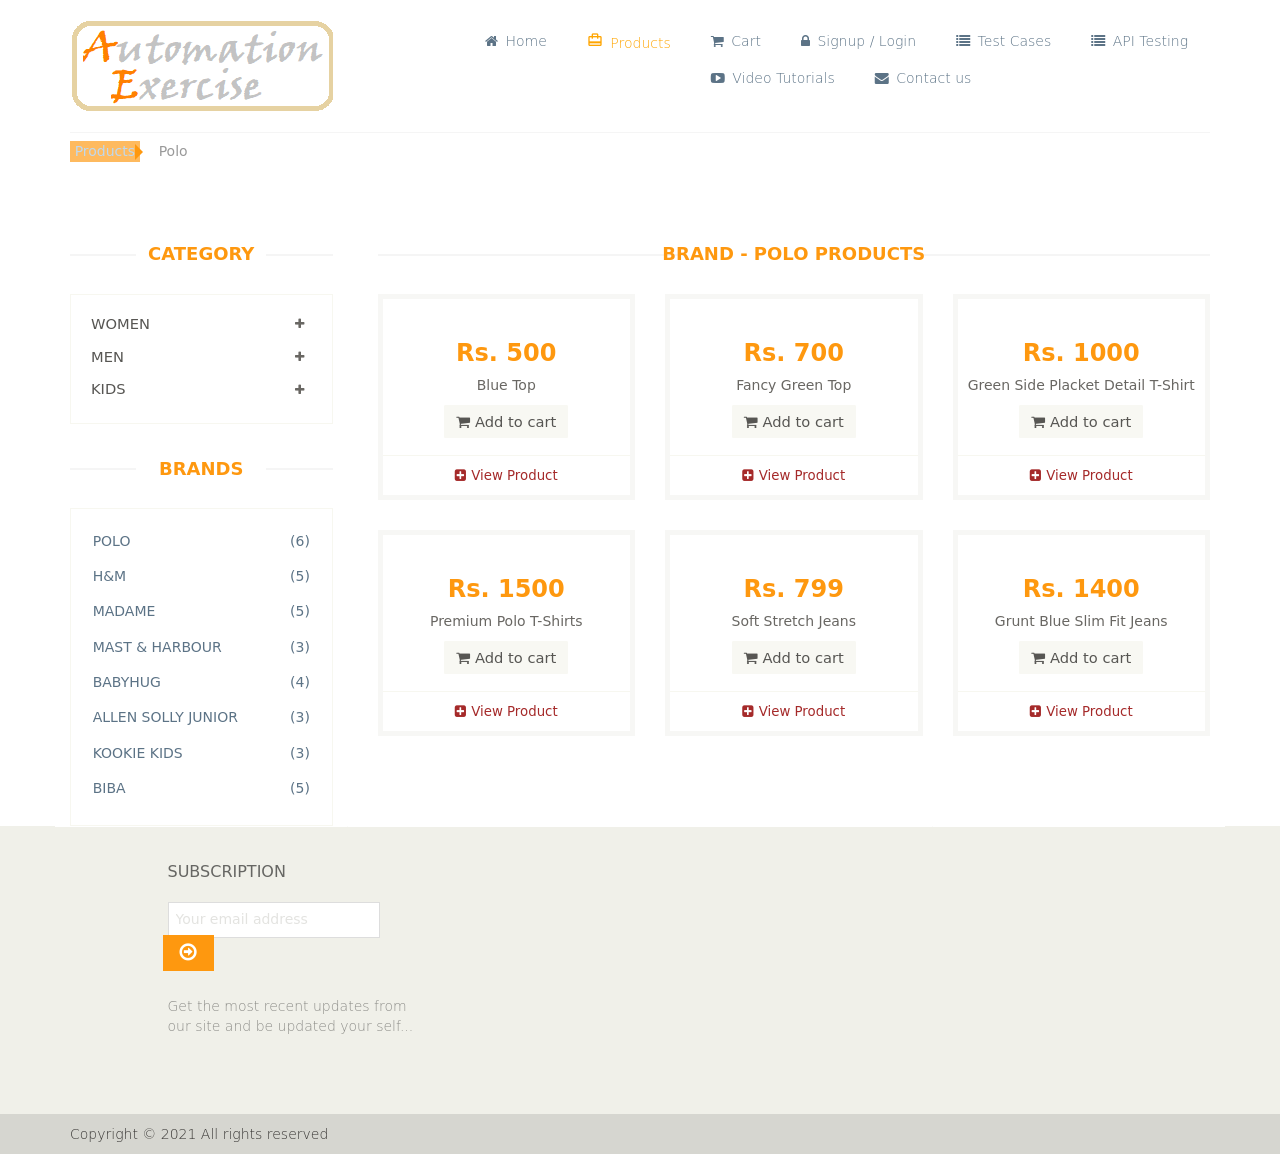 Automation
Exercise
Home
Products
Cart
Signup / Login
Test Cases
API Testing
Video Tutorials
Contact us
Products
Polo
CATEGORY
WOMEN
MEN
KIDS
BRANDS
POLO (6)
H&M (5)
MADAME (5)
MAST & HARBOUR (3)
BABYHUG (4)
ALLEN SOLLY JUNIOR (3)
KOOKIE KIDS (3)
BIBA (5)
BRAND - POLO PRODUCTS
Rs. 500
Blue Top
Add to cart
View Product
Rs. 700
Fancy Green Top
Add to cart
View Product
Rs. 1000
Green Side Placket Detail T-Shirt
Add to cart
View Product
Rs. 1500
Premium Polo T-Shirts
Add to cart
View Product
Rs. 799
Soft Stretch Jeans
Add to cart
View Product
Rs. 1400
Grunt Blue Slim Fit Jeans
Add to cart
View Product
SUBSCRIPTION
Your email address
Get the most recent updates from
our site and be updated your self...
Copyright © 2021 All rights reserved